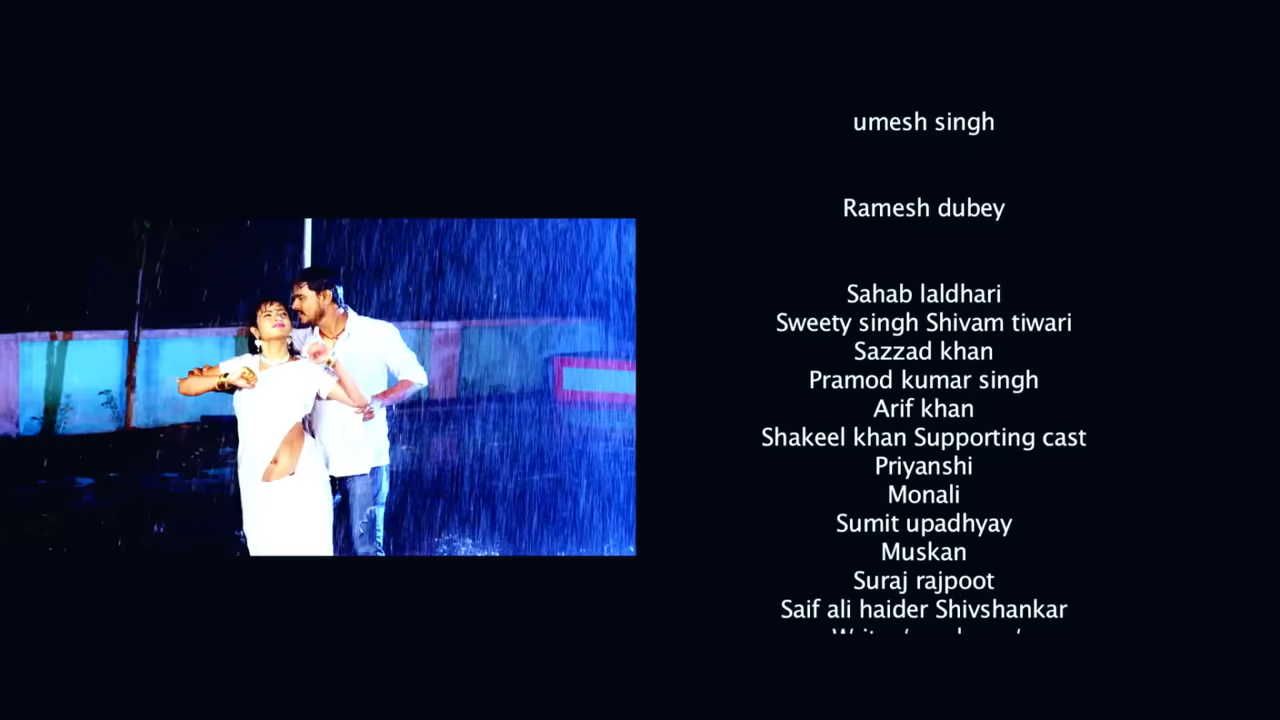 umesh singh
Ramesh dubey
Sahab laldhari
Sweety singh Shivam tiwari
Sazzad khan
Pramod kumar singh
Arif khan
Shakeel khan Supporting cast
Priyanshi
Monali
Sumit upadhyay
Muskan
Suraj rajpoot
Saif ali haider Shivshankar